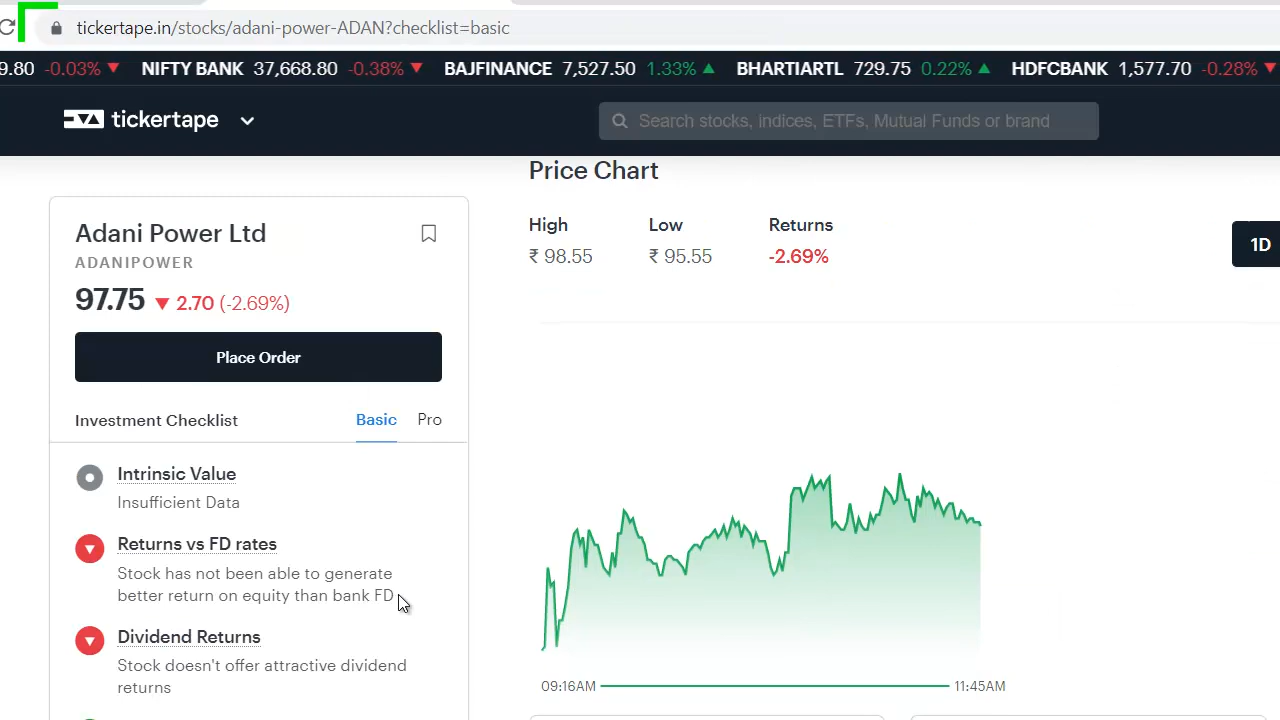 tickertape.in/stocks/adani-power-ADAN?checklist=basic
9.80 -0.03% ▼ NIFTY BANK 37,668.80 -0.38% ▼ BAJFINANCE 7,527.50 1.33% ▲ BHARTIARTL 729.75 0.22% ▲ HDFCBANK 1,577.70 -0.28% ▼
tickertape
Search stocks, indices, ETFs, Mutual Funds or brand
Price Chart
High Low Returns
₹ 98.55 ₹ 95.55 -2.69%
1D
Adani Power Ltd
ADANIPOWER
97.75 ▼ 2.70 (-2.69%)
Place Order
Investment Checklist Basic Pro
Intrinsic Value
Insufficient Data
Returns vs FD rates
Stock has not been able to generate
better return on equity than bank FD
Dividend Returns
Stock doesn't offer attractive dividend
returns
09:16AM 11:45AM